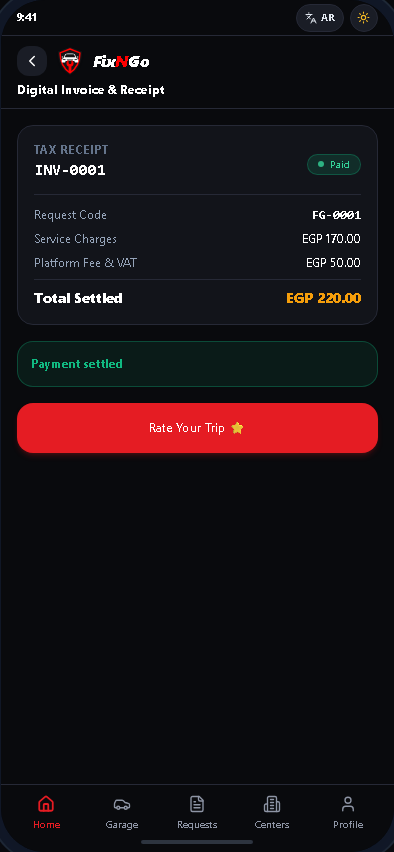 9:41
AR
FixNGo
Digital Invoice & Receipt
TAX RECEIPT
INV-0001
Paid
Request Code FG-0001
Service Charges EGP 170.00
Platform Fee & VAT EGP 50.00
Total Settled EGP 220.00
Payment settled
Rate Your Trip ⭐
Home Garage Requests Centers Profile